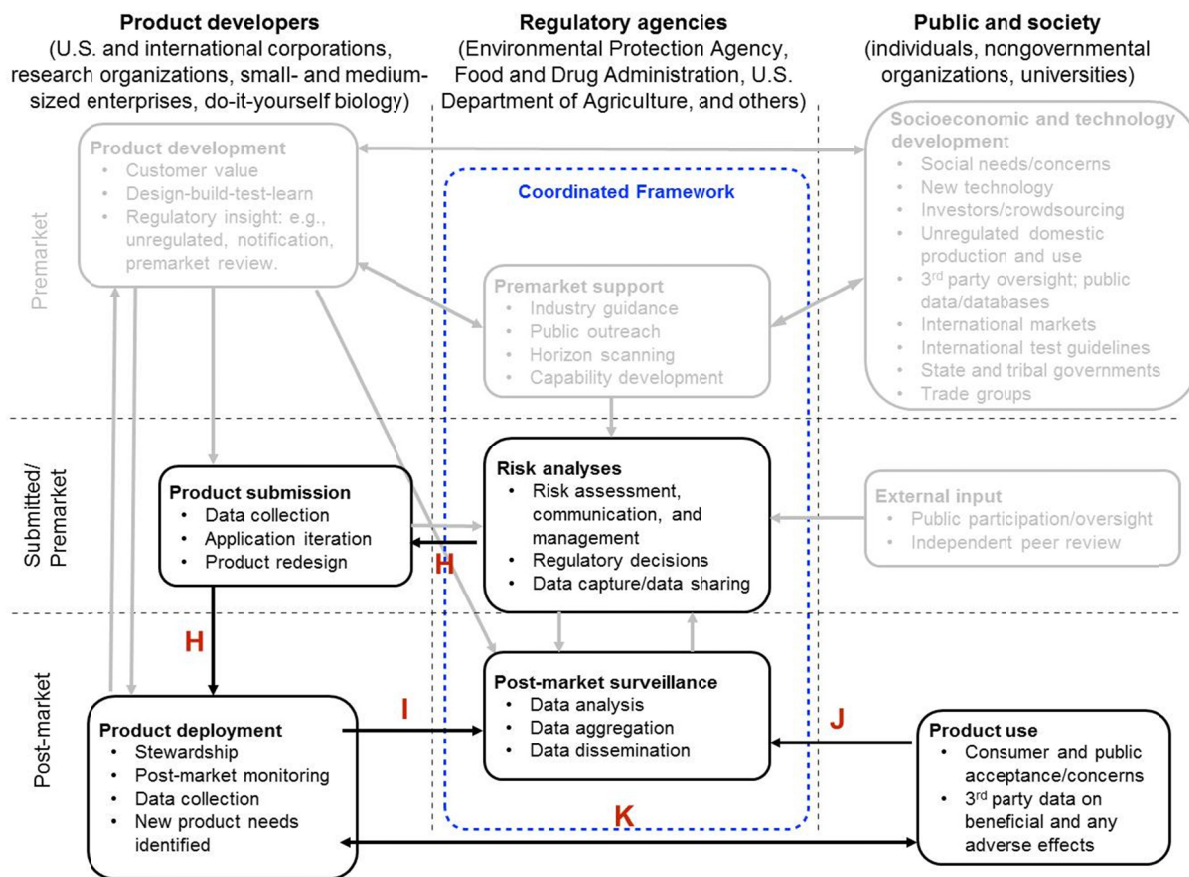 Product developers
(U.S. and international corporations,
research organizations, small- and medium-
sized enterprises, do-it-yourself biology)
Regulatory agencies
(Environmental Protection Agency,
Food and Drug Administration, U.S.
Department of Agriculture, and others)
Public and society
(individuals, nongovernmental
organizations, universities)
Premarket
Product development
• Customer value
• Design-build-test-learn
• Regulatory insight: e.g.,
unregulated, notification,
premarket review.
Coordinated Framework
Premarket support
• Industry guidance
• Public outreach
• Horizon scanning
• Capability development
Socioeconomic and technology
development
• Social needs/concerns
• New technology
• Investors/crowdsourcing
• Unregulated domestic
production and use
• 3rd party oversight; public
data/databases
• International markets
• International test guidelines
• State and tribal governments
• Trade groups
Submitted/
Premarket
Product submission
• Data collection
• Application iteration
• Product redesign
H
Risk analyses
• Risk assessment,
communication, and
management
• Regulatory decisions
• Data capture/data sharing
External input
• Public participation/oversight
• Independent peer review
H
Post-market
Product deployment
• Stewardship
• Post-market monitoring
• Data collection
• New product needs
identified
I
Post-market surveillance
• Data analysis
• Data aggregation
• Data dissemination
J
Product use
• Consumer and public
acceptance/concerns
• 3rd party data on
beneficial and any
adverse effects
K